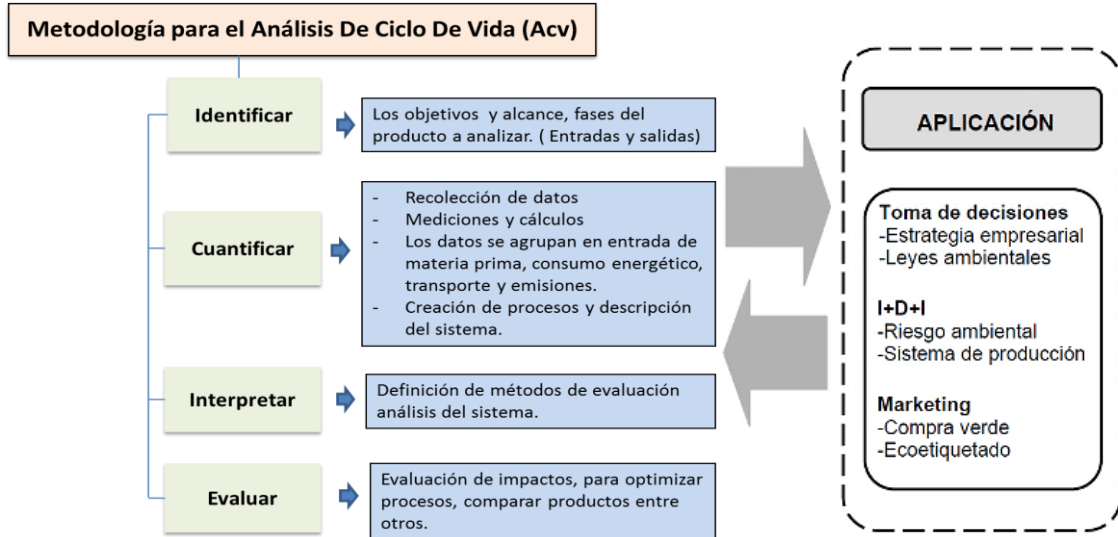 Metodología para el Análisis De Ciclo De Vida (Acv)
Identificar
Los objetivos y alcance, fases del
producto a analizar. ( Entradas y salidas)
Cuantificar
- Recolección de datos
- Mediciones y cálculos
- Los datos se agrupan en entrada de
materia prima, consumo energético,
transporte y emisiones.
- Creación de procesos y descripción
del sistema.
Interpretar
Definición de métodos de evaluación
análisis del sistema.
Evaluar
Evaluación de impactos, para optimizar
procesos, comparar productos entre
otros.
APLICACIÓN
Toma de decisiones
-Estrategia empresarial
-Leyes ambientales
I+D+I
-Riesgo ambiental
-Sistema de producción
Marketing
-Compra verde
-Ecoetiquetado